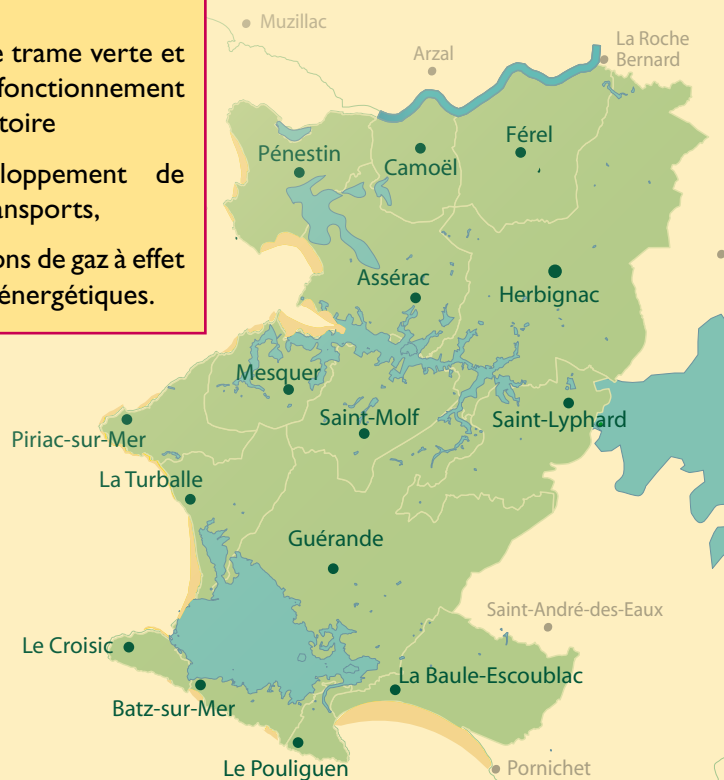 e trame verte et
fonctionnement
toire
loppement de
ansports,
ons de gaz à effet
énergétiques.
Muzillac
Arzal
La Roche
Bernard
Férel
Pénestin
Camoël
Assérac
Herbignac
Mesquer
Saint-Molf
Saint-Lyphard
Piriac-sur-Mer
La Turballe
Guérande
Saint-André-des-Eaux
Le Croisic
La Baule-Escoublac
Batz-sur-Mer
Le Pouliguen
Pornichet